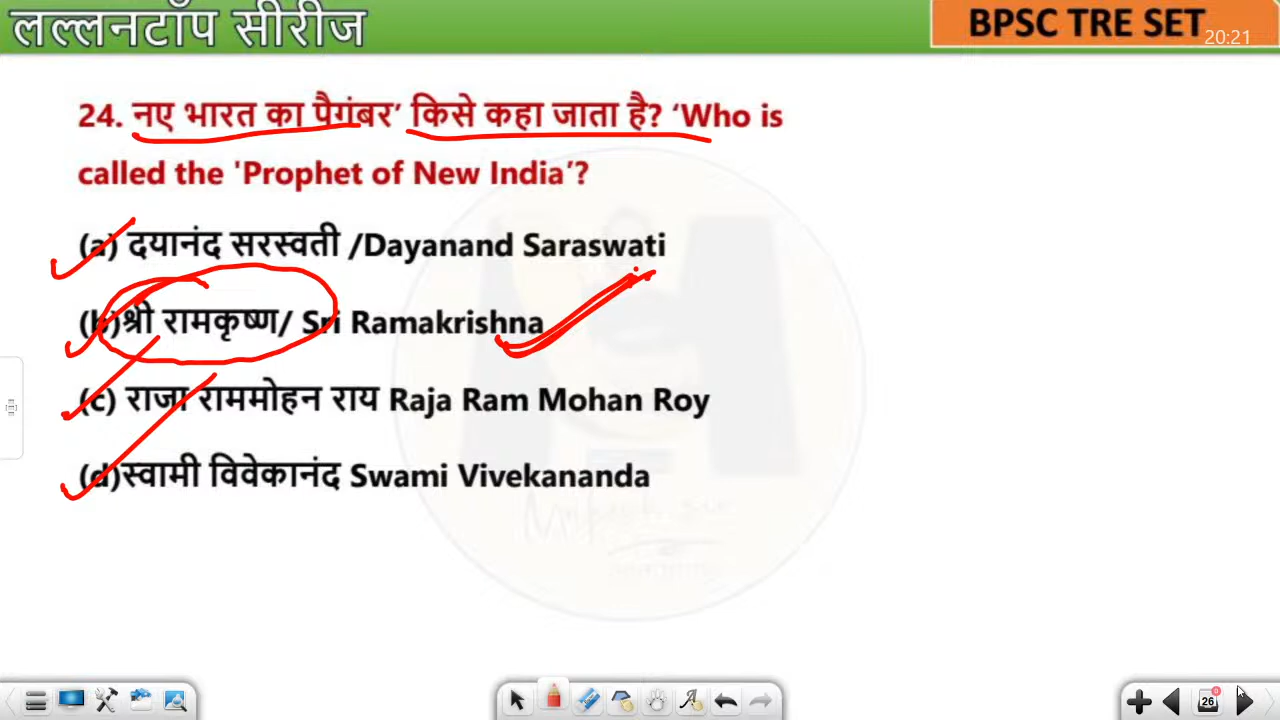 लल्लनटॉप सीरीज
BPSC TRE SET
20:21
24. नए भारत का पैगंबर’ किसे कहा जाता है? ‘Who is
called the 'Prophet of New India’?
(a) दयानंद सरस्वती /Dayanand Saraswati
(b)श्री रामकृष्ण/ Sri Ramakrishna
(c) राजा राममोहन राय Raja Ram Mohan Roy
(d)स्वामी विवेकानंद Swami Vivekananda
26